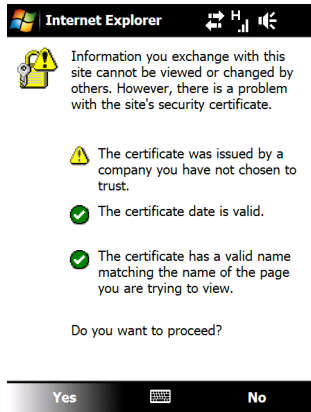 Internet Explorer
H
Information you exchange with this
site cannot be viewed or changed by
others. However, there is a problem
with the site's security certificate.
The certificate was issued by a
company you have not chosen to
trust.
The certificate date is valid.
The certificate has a valid name
matching the name of the page
you are trying to view.
Do you want to proceed?
Yes No